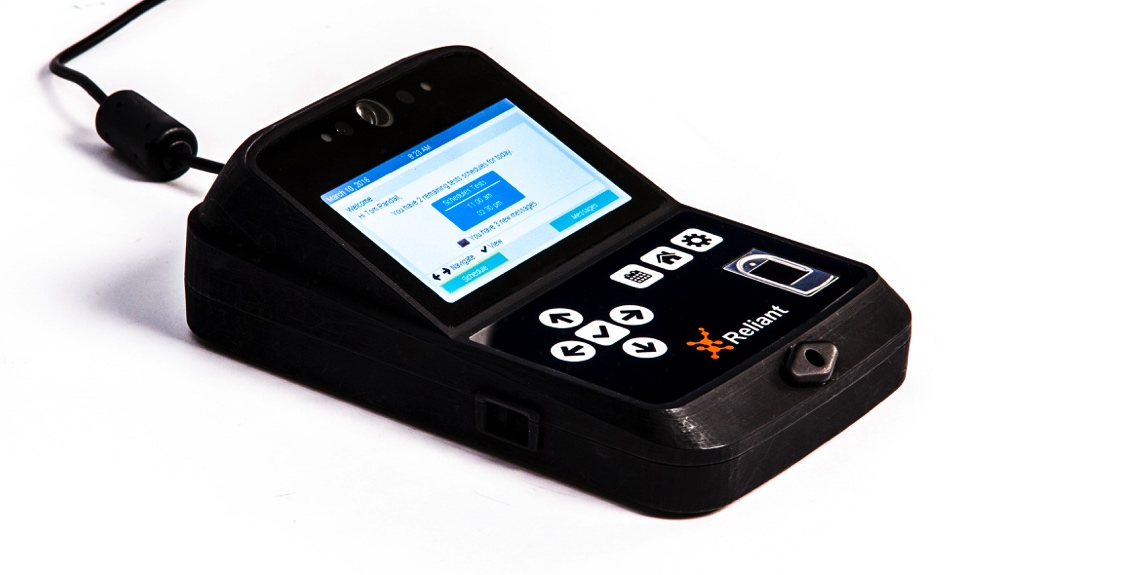 March 10, 2016 8:23 AM
Welcome
Hi Tom Randall,
You have 2 remaining tests schedules for today
Schedules Tests
11:00 am
02:30 pm
You have 3 new messages
Navigate View
Schedule Messages
Reliant